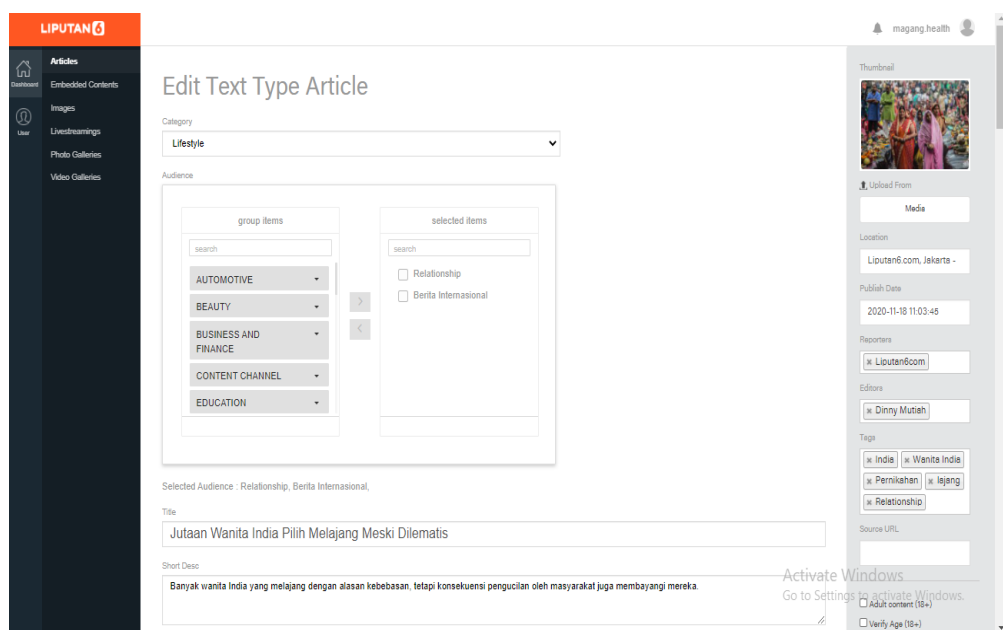 LIPUTAN6
magang.health
Dashboard
User
Articles
Embedded Contents
Images
Livestreamings
Photo Galleries
Video Galleries
Edit Text Type Article
Category
Lifestyle
Audience
group items
search
AUTOMOTIVE
BEAUTY
BUSINESS AND
FINANCE
CONTENT CHANNEL
EDUCATION
selected items
search
Relationship
Berita Internasional
Selected Audience : Relationship, Berita Internasional,
Title
Jutaan Wanita India Pilih Melajang Meski Dilematis
Short Desc
Banyak wanita India yang melajang dengan alasan kebebasan, tetapi konsekuensi pengucilan oleh masyarakat juga membayangi mereka.
Thumbnail
Upload From
Media
Location
Liputan6.com, Jakarta -
Publish Date
2020-11-18 11:03:45
Reporters
× Liputan6com
Editors
× Dinny Mutiah
Tags
× India × Wanita India
× Pernikahan × lajang
× Relationship
Source URL
Activate Windows
Go to Settings to activate Windows.
Adult content (18+)
Verify Age (18+)